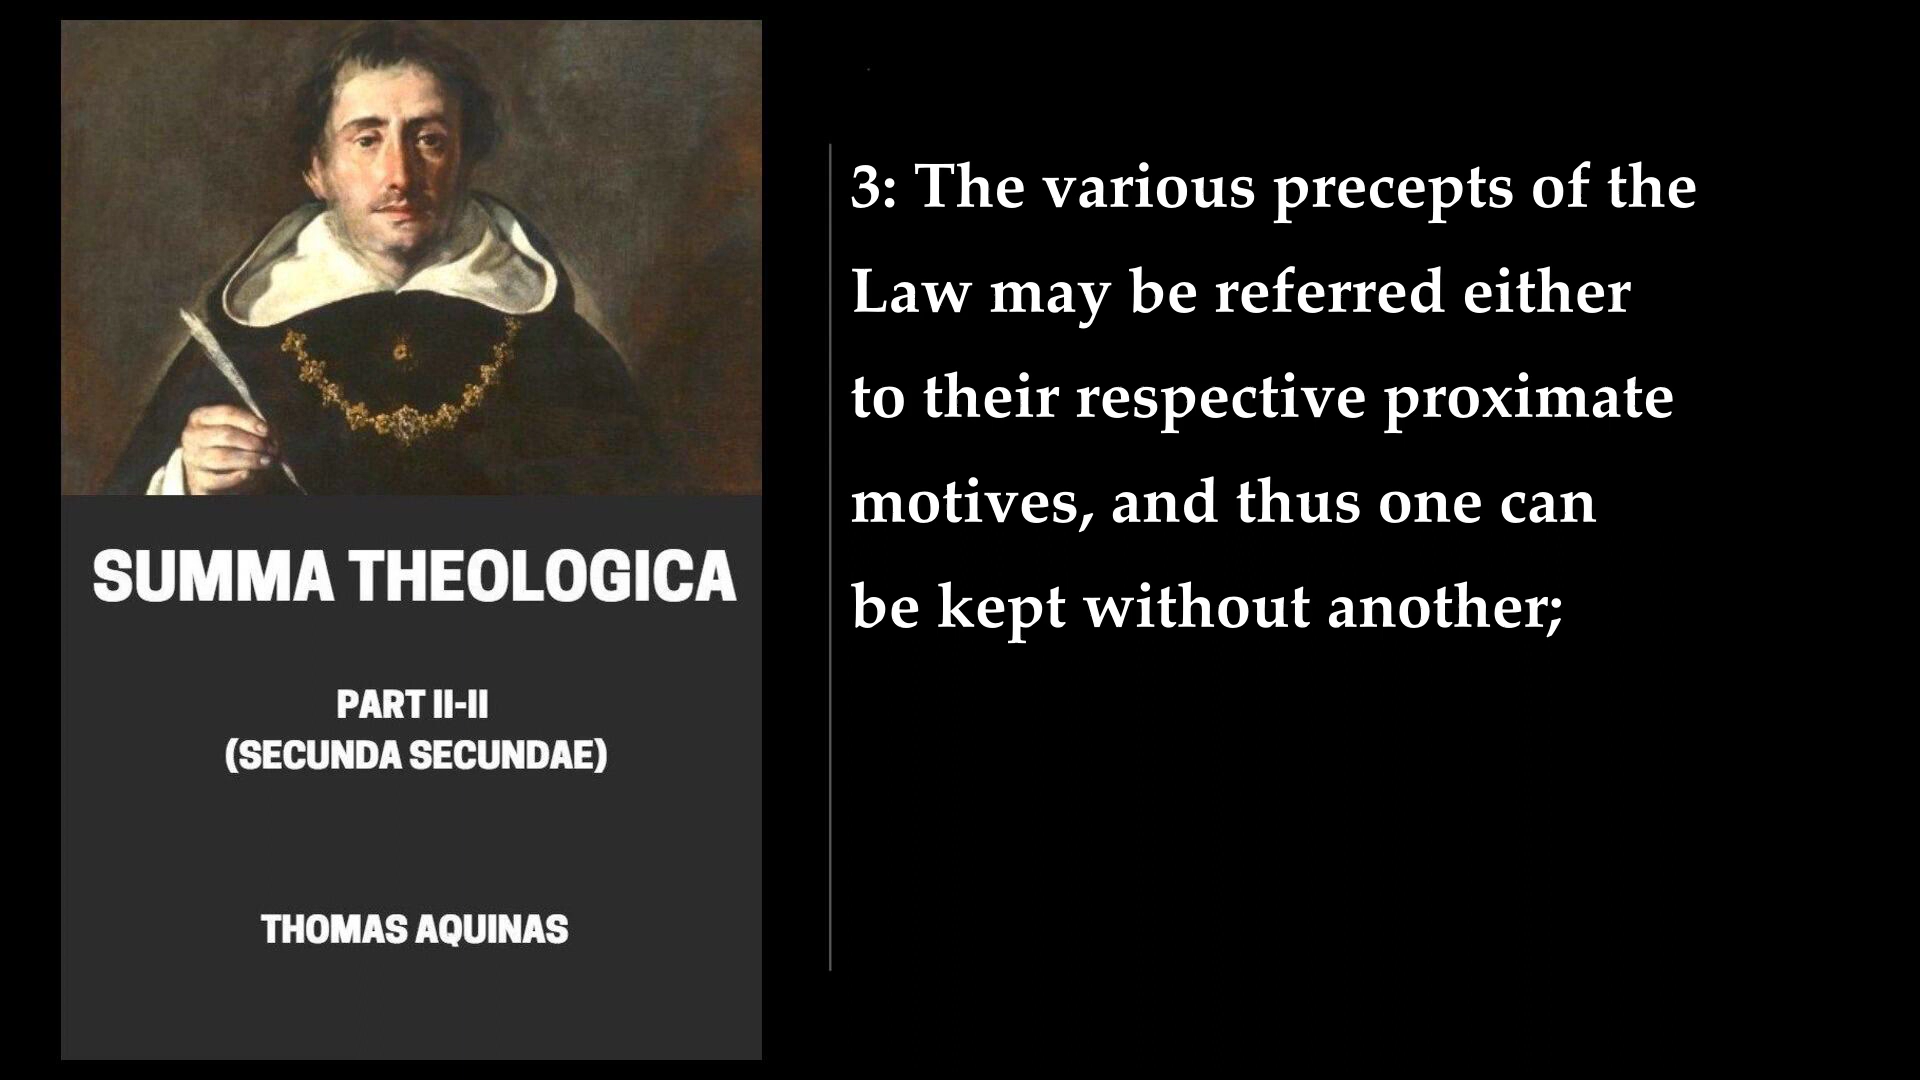 SUMMA THEOLOGICA
PART II-II
(SECUNDA SECUNDAE)
THOMAS AQUINAS
3: The various precepts of the
Law may be referred either
to their respective proximate
motives, and thus one can
be kept without another;